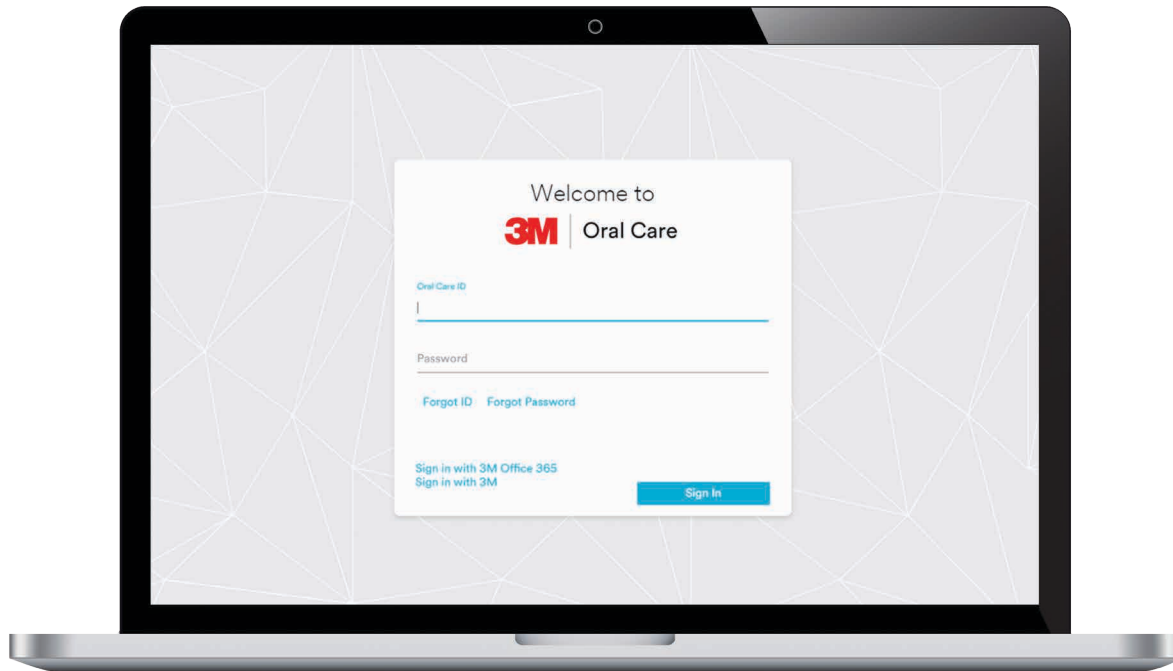 Welcome to
3M Oral Care
Oral Care ID
Password
Forgot ID Forgot Password
Sign in with 3M Office 365
Sign in with 3M
Sign In